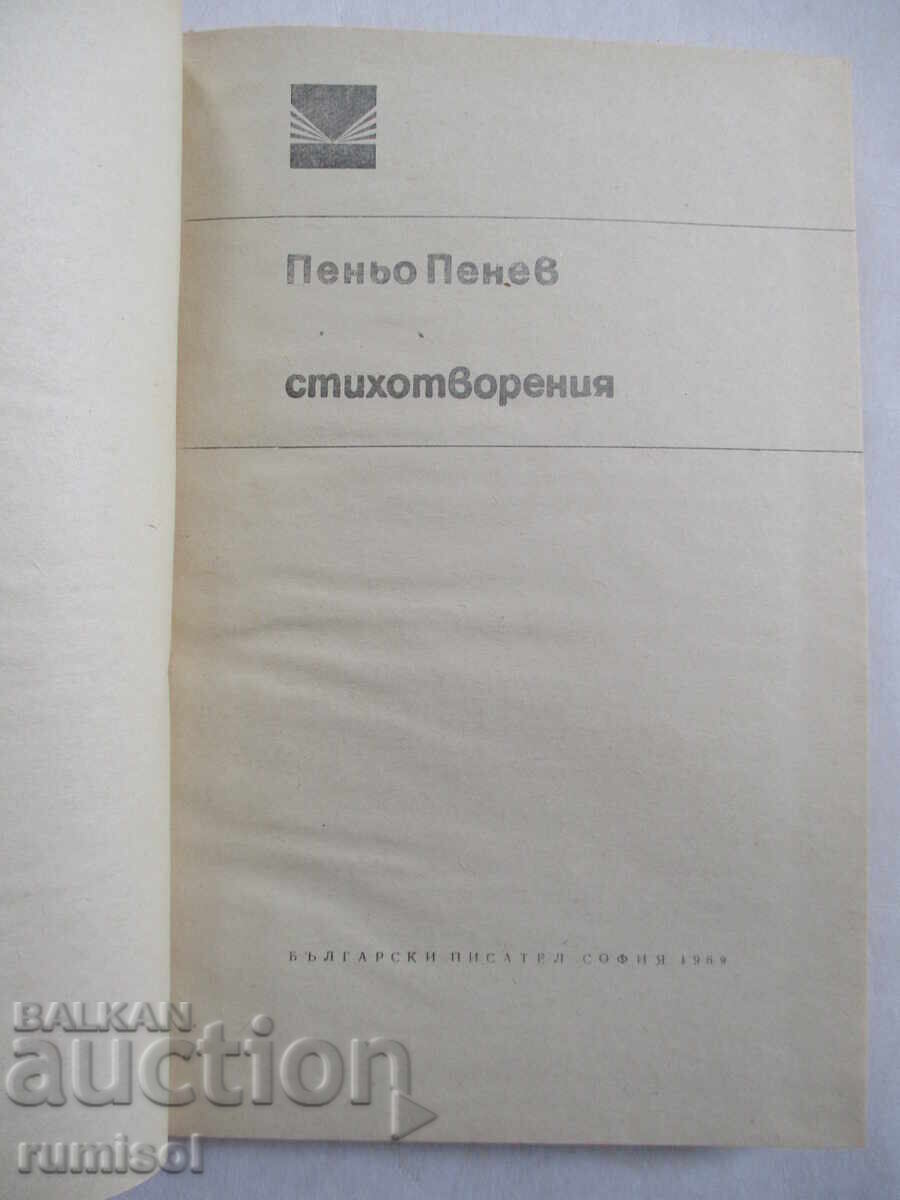 Пеньо Пенев
стихотворения
БЪЛГАРСКИ ПИСАТЕЛ СОФИЯ 1969
BALKAN
auction
rumisol